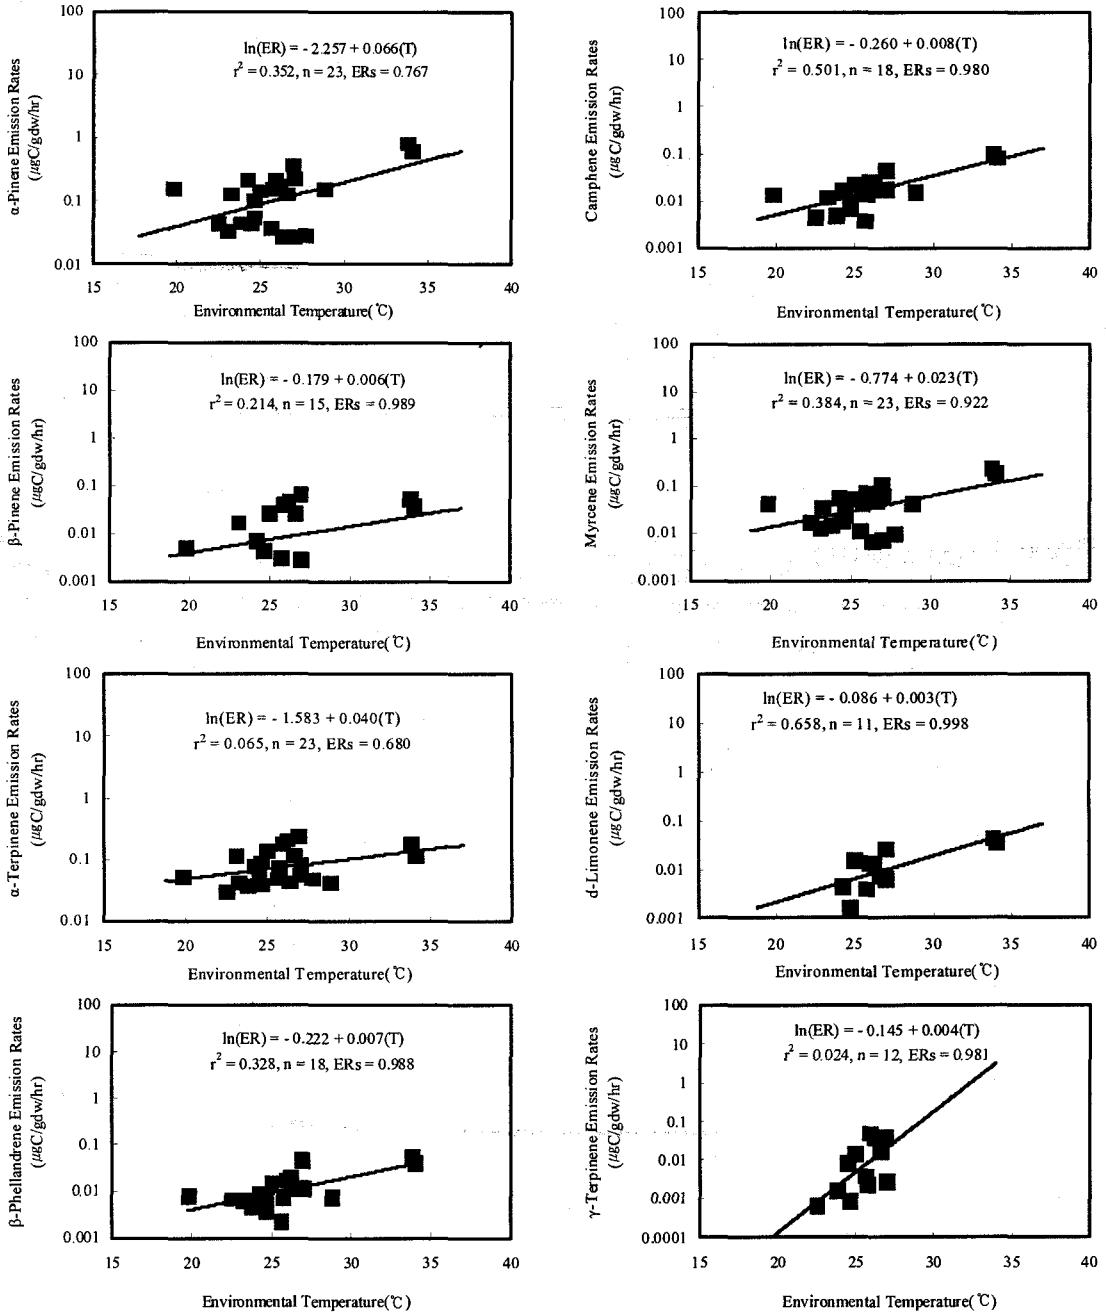 α-Pinene Emission Rates
(μgC/gdw/hr)
100
10
1
0.1
0.01
ln(ER) = - 2.257 + 0.066(T)
r² = 0.352, n = 23, ERs = 0.767
15 20 25 30 35 40
Environmental Temperature(℃)
Camphene Emission Rates
(μgC/gdw/hr)
100
10
1
0.1
0.01
0.001
ln(ER) = - 0.260 + 0.008(T)
r² = 0.501, n = 18, ERs = 0.980
15 20 25 30 35 40
Environmental Temperature(℃)
β-Pinene Emission Rates
(μgC/gdw/hr)
100
10
1
0.1
0.01
0.001
ln(ER) = - 0.179 + 0.006(T)
r² = 0.214, n = 15, ERs = 0.989
15 20 25 30 35 40
Environmental Temperature(℃)
Myrcene Emission Rates
(μgC/gdw/hr)
100
10
1
0.1
0.01
0.001
ln(ER) = - 0.774 + 0.023(T)
r² = 0.384, n = 23, ERs = 0.922
15 20 25 30 35 40
Environmental Temperature(℃)
α-Terpinene Emission Rates
(μgC/gdw/hr)
100
10
1
0.1
0.01
ln(ER) = - 1.583 + 0.040(T)
r² = 0.065, n = 23, ERs = 0.680
15 20 25 30 35 40
Environmental Temperature(℃)
d-Limonene Emission Rates
(μgC/gdw/hr)
100
10
1
0.1
0.01
0.001
ln(ER) = - 0.086 + 0.003(T)
r² = 0.658, n = 11, ERs = 0.998
15 20 25 30 35 40
Environmental Temperature(℃)
β-Phellandrene Emission Rates
(μgC/gdw/hr)
100
10
1
0.1
0.01
0.001
ln(ER) = - 0.222 + 0.007(T)
r² = 0.328, n = 18, ERs = 0.988
15 20 25 30 35 40
Environmental Temperature(℃)
γ-Terpinene Emission Rates
(μgC/gdw/hr)
100
10
1
0.1
0.01
0.001
0.0001
ln(ER) = - 0.145 + 0.004(T)
r² = 0.024, n = 12, ERs = 0.981
15 20 25 30 35 40
Environmental Temperature(℃)